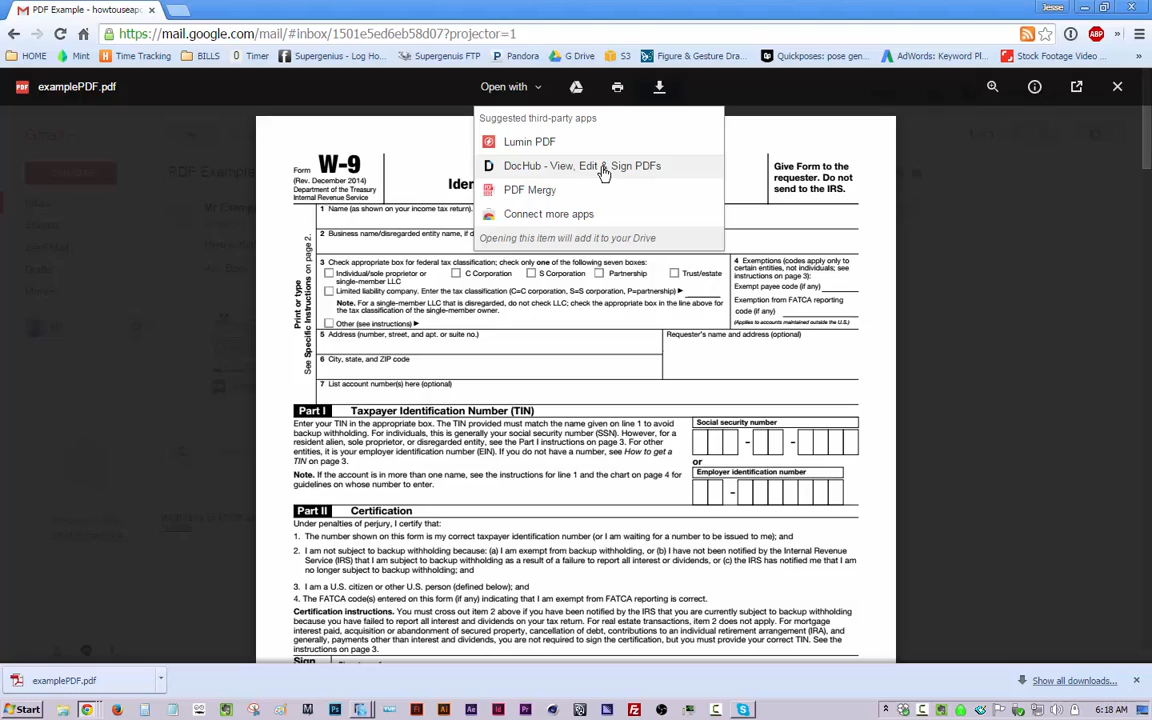 PDF Example - howtouseap
Jesse
https://mail.google.com/mail/#inbox/1501e5ed6eb58d07?projector=1
HOME
Time Tracking
BILLS
Timer
Supergenius - Log
Supergenuis FTP
Pandora
G Drive
S3
Figure & Gesture Dra...
Quickposes: pose gen...
AdWords: Keyword Pl...
Stock Footage Vid...
PDF
examplePDF.pdf
Open with
Suggested third-party apps
Lumin PDF
DocHub - View, Edit & Sign PDFs
PDF Mergy
Connect more apps
Opening this item will add it to your Drive
Form W-9
(Rev. December 2014)
Department of the Treasury
Internal Revenue Service
Give Form to the
requester. Do not
send to the IRS.
1 Name (as shown on your income tax return).
2 Business name/disregarded entity name, if d
3 Check appropriate box for federal tax classification; check only one of the following seven boxes:
Individual/sole proprietor or
single-member LLC
C Corporation
S Corporation
Partnership
Trust/estate
Limited liability company. Enter the tax classification (C=C corporation, S=S corporation, P=partnership)
Note. For a single-member LLC that is disregarded, do not check LLC; check the appropriate box in the line above for
the tax classification of the single-member owner.
Other (see instructions)
4 Exemptions (codes apply only to
certain entities, not individuals; see
instructions on page 3):
Exempt payee code (if any)
Exemption from FATCA reporting
code (if any)
(Applies to accounts maintained outside the U.S.)
Print or type
See Specific Instructions on page 2.
5 Address (number, street, and apt. or suite no.)
Requester's name and address (optional)
6 City, state, and ZIP code
7 List account number(s) here (optional)
Part I Taxpayer Identification Number (TIN)
Enter your TIN in the appropriate box. The TIN provided must match the name given on line 1 to avoid
backup withholding. For individuals, this is generally your social security number (SSN). However, for a
resident alien, sole proprietor, or disregarded entity, see the Part I instructions on page 3. For other
entities, it is your employer identification number (EIN). If you do not have a number, see How to get a
TIN on page 3.
Note. If the account is in more than one name, see the instructions for line 1 and the chart on page 4 for
guidelines on whose number to enter.
Social security number
or
Employer identification number
Part II Certification
Under penalties of perjury, I certify that:
1. The number shown on this form is my correct taxpayer identification number (or I am waiting for a number to be issued to me); and
2. I am not subject to backup withholding because: (a) I am exempt from backup withholding, or (b) I have not been notified by the Internal Revenue
Service (IRS) that I am subject to backup withholding as a result of a failure to report all interest or dividends, or (c) the IRS has notified me that I am
no longer subject to backup withholding; and
3. I am a U.S. citizen or other U.S. person (defined below); and
4. The FATCA code(s) entered on this form (if any) indicating that I am exempt from FATCA reporting is correct.
Certification instructions. You must cross out item 2 above if you have been notified by the IRS that you are currently subject to backup withholding
because you have failed to report all interest and dividends on your tax return. For real estate transactions, item 2 does not apply. For mortgage
interest paid, acquisition or abandonment of secured property, cancellation of debt, contributions to an individual retirement arrangement (IRA), and
generally, payments other than interest and dividends, you are not required to sign the certification, but you must provide your correct TIN. See the
instructions on page 3.
Sign
examplePDF.pdf
Show all downloads...
Start
6:18 AM